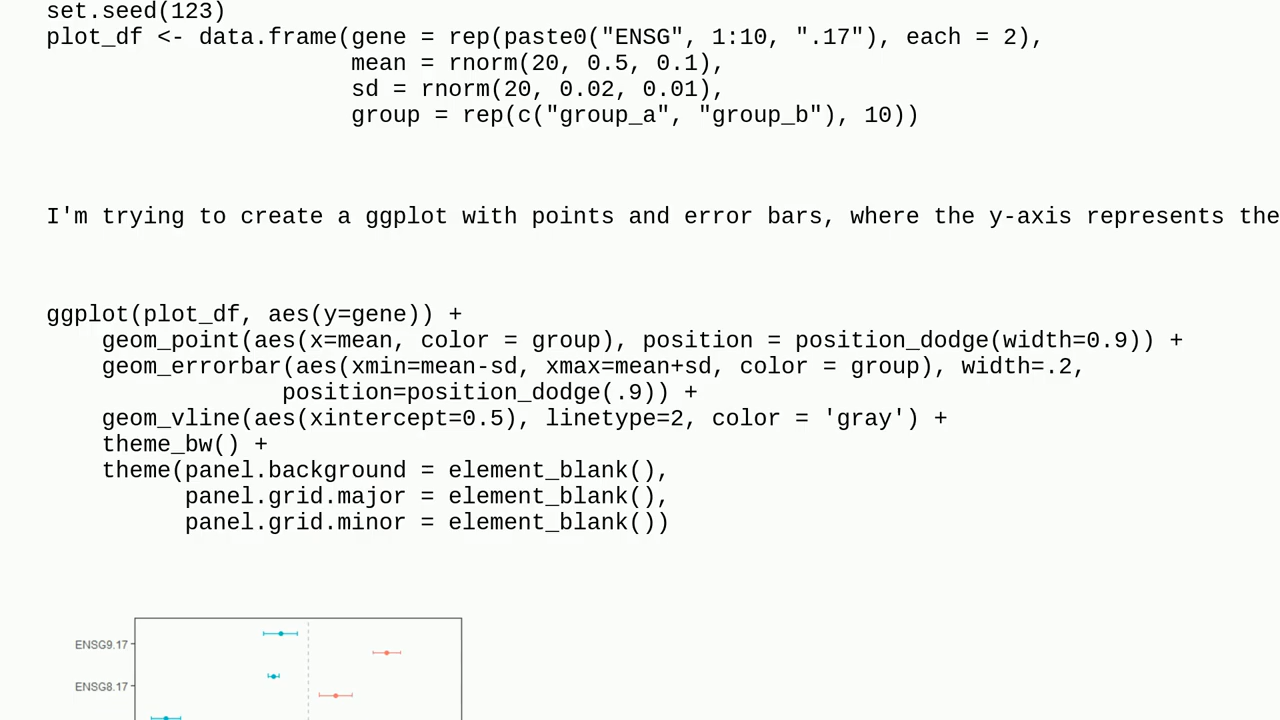 set.seed(123)
plot_df <- data.frame(gene = rep(paste0("ENSG", 1:10, ".17"), each = 2),
                      mean = rnorm(20, 0.5, 0.1),
                      sd = rnorm(20, 0.02, 0.01),
                      group = rep(c("group_a", "group_b"), 10))
I'm trying to create a ggplot with points and error bars, where the y-axis represents the
ggplot(plot_df, aes(y=gene)) +
    geom_point(aes(x=mean, color = group), position = position_dodge(width=0.9)) +
    geom_errorbar(aes(xmin=mean-sd, xmax=mean+sd, color = group), width=.2,
                 position=position_dodge(.9)) +
    geom_vline(aes(xintercept=0.5), linetype=2, color = 'gray') +
    theme_bw() +
    theme(panel.background = element_blank(),
          panel.grid.major = element_blank(),
          panel.grid.minor = element_blank())
ENSG9.17
ENSG8.17